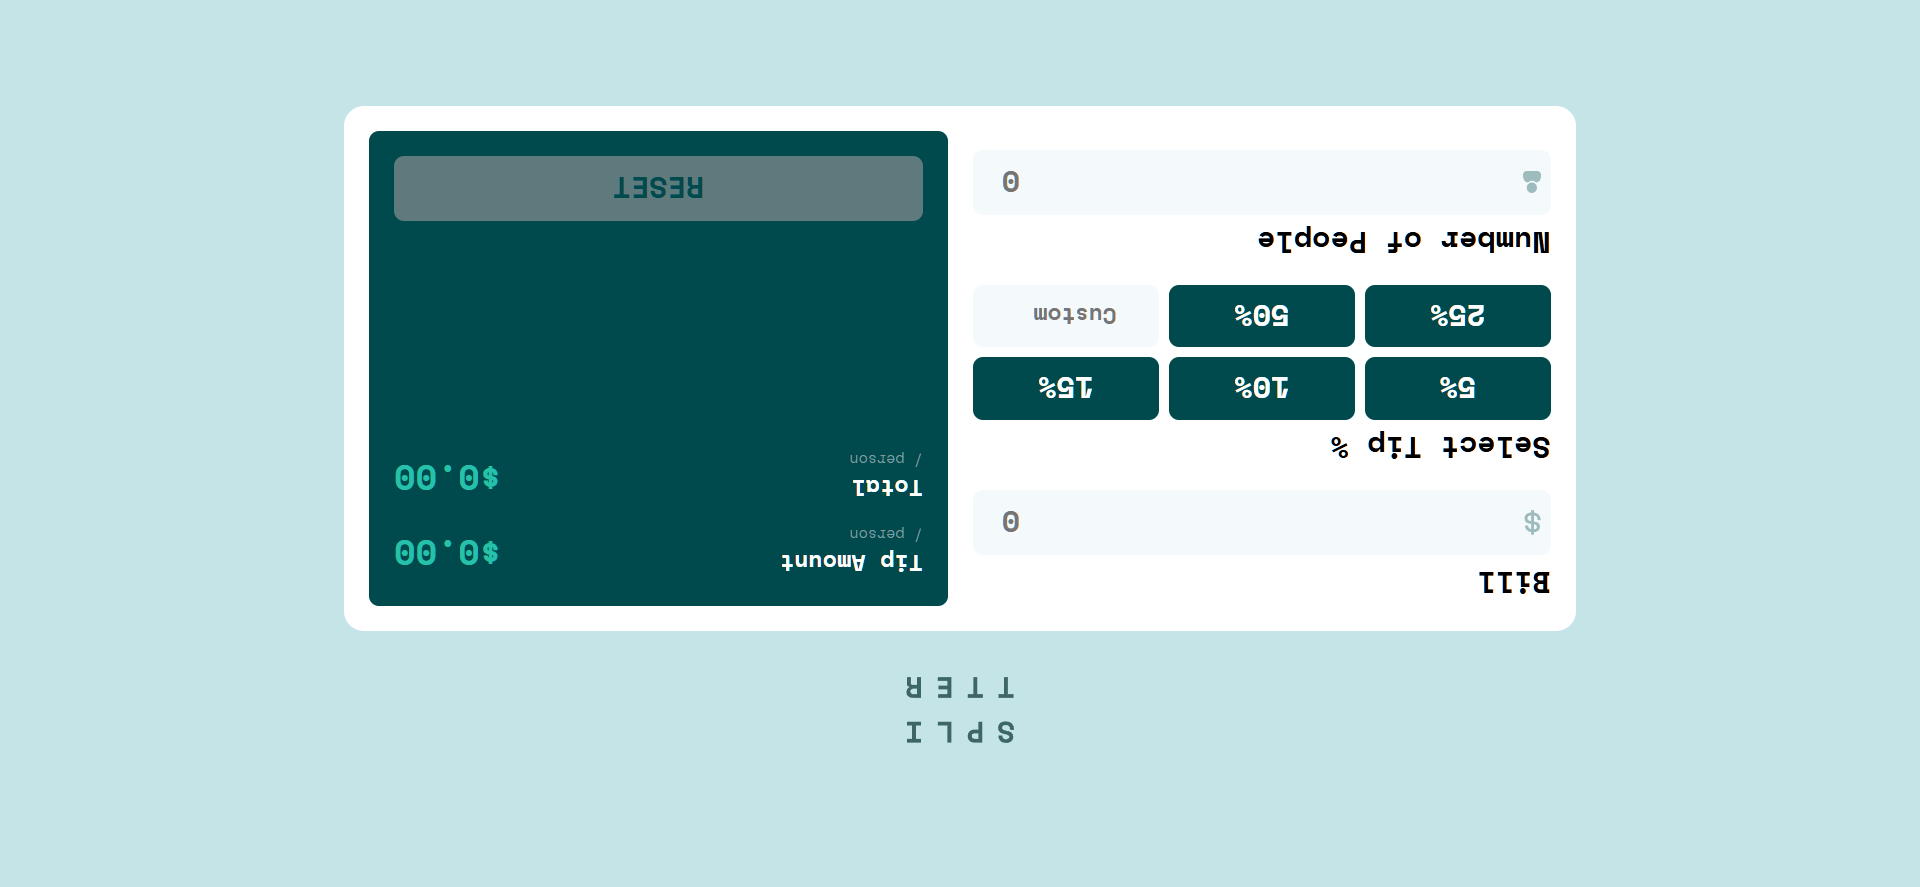 SPLI
TTER
Bill
$ 0
Select Tip %
5% 10% 15%
25% 50% Custom
Number of People
0
Tip Amount
/ person
$0.00
Total
/ person
$0.00
RESET